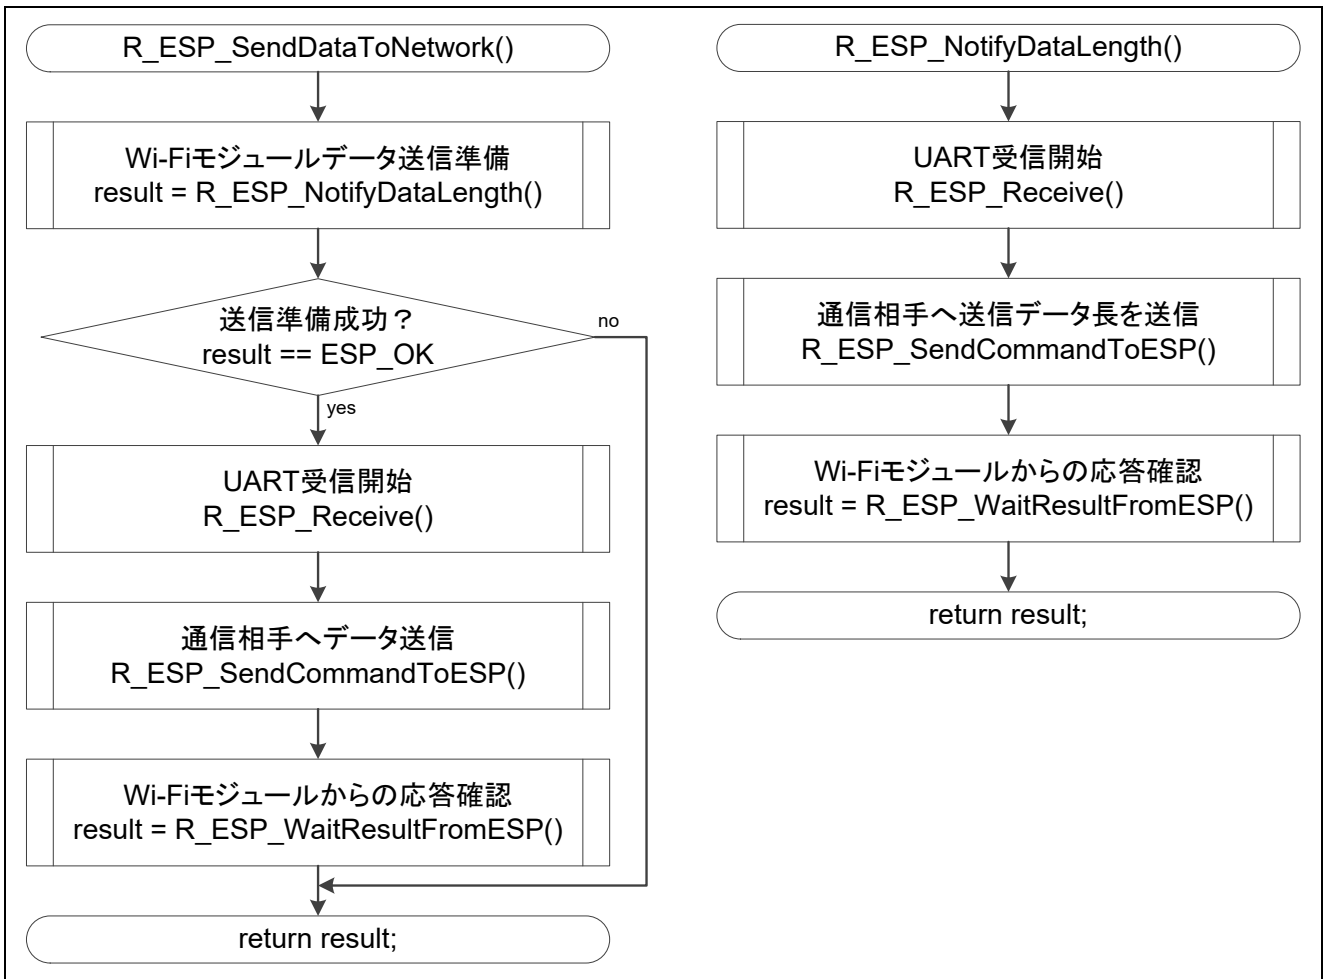 R_ESP_SendDataToNetwork()
Wi-Fiモジュールデータ送信準備
result = R_ESP_NotifyDataLength()
送信準備成功？
result == ESP_OK
no
yes
UART受信開始
R_ESP_Receive()
通信相手へデータ送信
R_ESP_SendCommandToESP()
Wi-Fiモジュールからの応答確認
result = R_ESP_WaitResultFromESP()
return result;
R_ESP_NotifyDataLength()
UART受信開始
R_ESP_Receive()
通信相手へ送信データ長を送信
R_ESP_SendCommandToESP()
Wi-Fiモジュールからの応答確認
result = R_ESP_WaitResultFromESP()
return result;